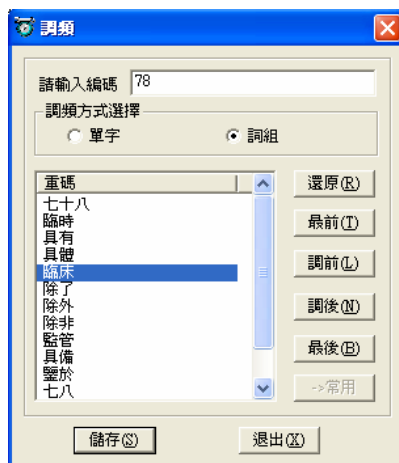 調頻
請輸入編碼 78
調頻方式選擇
單字 詞組
重碼
七十八
臨時
具有
具體
臨床
除了
除外
除非
監管
具備
鑒於
七八
還原(R)
最前(T)
調前(L)
調後(N)
最後(B)
->常用
儲存(S) 退出(X)